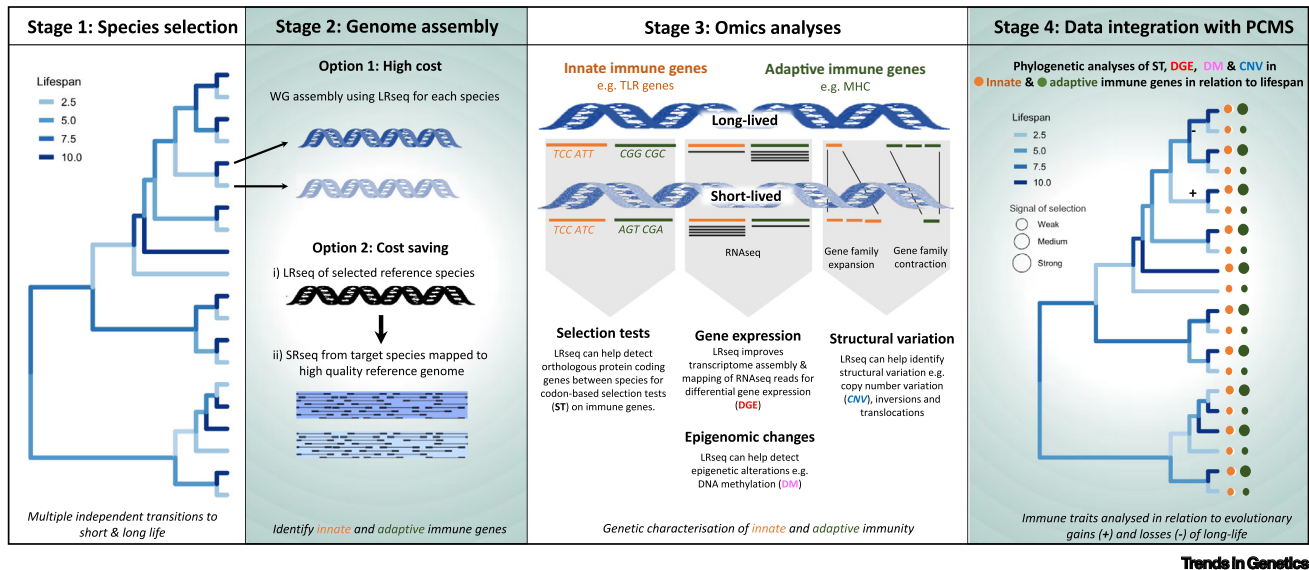 Stage 1: Species selection
Lifespan
2.5
5.0
7.5
10.0
Multiple independent transitions to
short & long life
Stage 2: Genome assembly
Option 1: High cost
WG assembly using LRseq for each species
Option 2: Cost saving
i) LRseq of selected reference species
ii) SRseq from target species mapped to
high quality reference genome
Identify innate and adaptive immune genes
Stage 3: Omics analyses
Innate immune genes
e.g. TLR genes
Adaptive immune genes
e.g. MHC
Long-lived
TCC ATT
CGG CGC
Short-lived
TCC ATC
AGT CGA
RNAseq
Gene family
expansion
Gene family
contraction
Selection tests
LRseq can help detect
orthologous protein coding
genes between species for
codon-based selection tests
(ST) on immune genes.
Gene expression
LRseq improves
transcriptome assembly &
mapping of RNAseq reads for
differential gene expression
(DGE)
Structural variation
LRseq can help identify
structural variation e.g.
copy number variation
(CNV), inversions and
translocations
Epigenomic changes
LRseq can help detect
epigenetic alterations e.g.
DNA methylation (DM)
Genetic characterisation of innate and adaptive immunity
Stage 4: Data integration with PCMS
Phylogenetic analyses of ST, DGE, DM & CNV in
Innate & adaptive immune genes in relation to lifespan
Lifespan
2.5
5.0
7.5
10.0
Signal of selection
Weak
Medium
Strong
-
+
Immune traits analysed in relation to evolutionary
gains (+) and losses (-) of long-life
Trends in Genetics